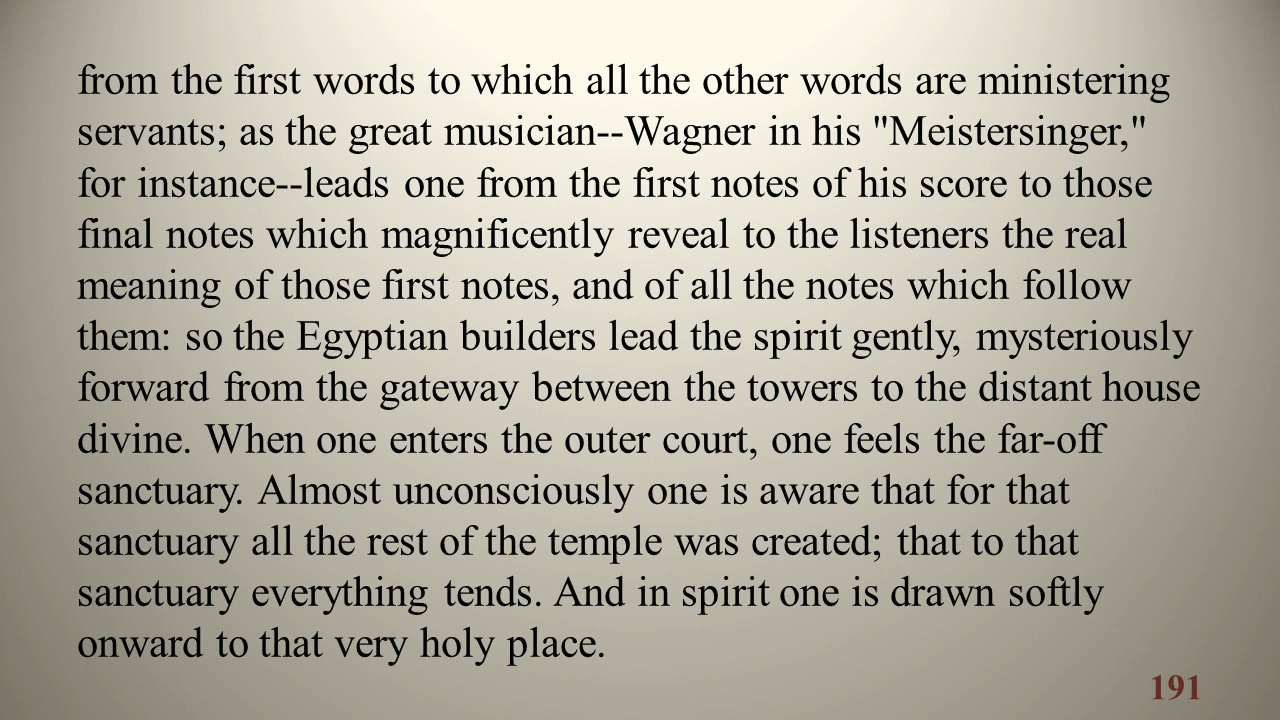 from the first words to which all the other words are ministering
servants; as the great musician--Wagner in his "Meistersinger,"
for instance--leads one from the first notes of his score to those
final notes which magnificently reveal to the listeners the real
meaning of those first notes, and of all the notes which follow
them: so the Egyptian builders lead the spirit gently, mysteriously
forward from the gateway between the towers to the distant house
divine. When one enters the outer court, one feels the far-off
sanctuary. Almost unconsciously one is aware that for that
sanctuary all the rest of the temple was created; that to that
sanctuary everything tends. And in spirit one is drawn softly
onward to that very holy place.
191